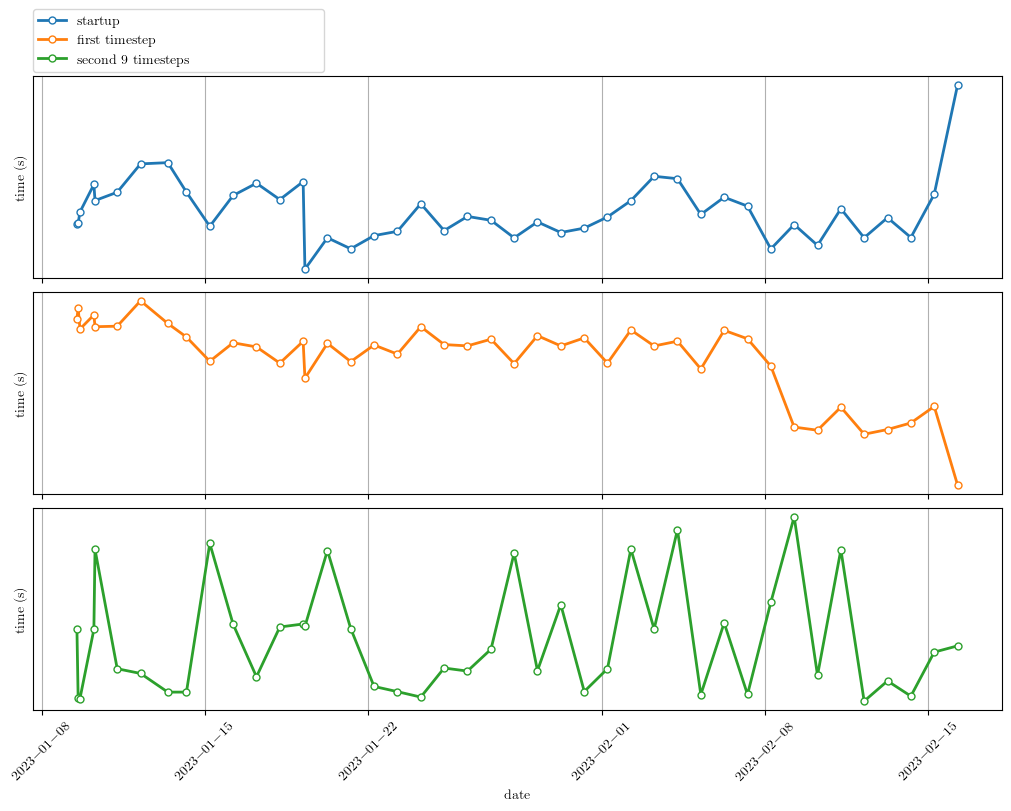 startup
first timestep
second 9 timesteps
time (s)
time (s)
time (s)
2023−01−08
2023−01−15
2023−01−22
2023−02−01
2023−02−08
2023−02−15
date